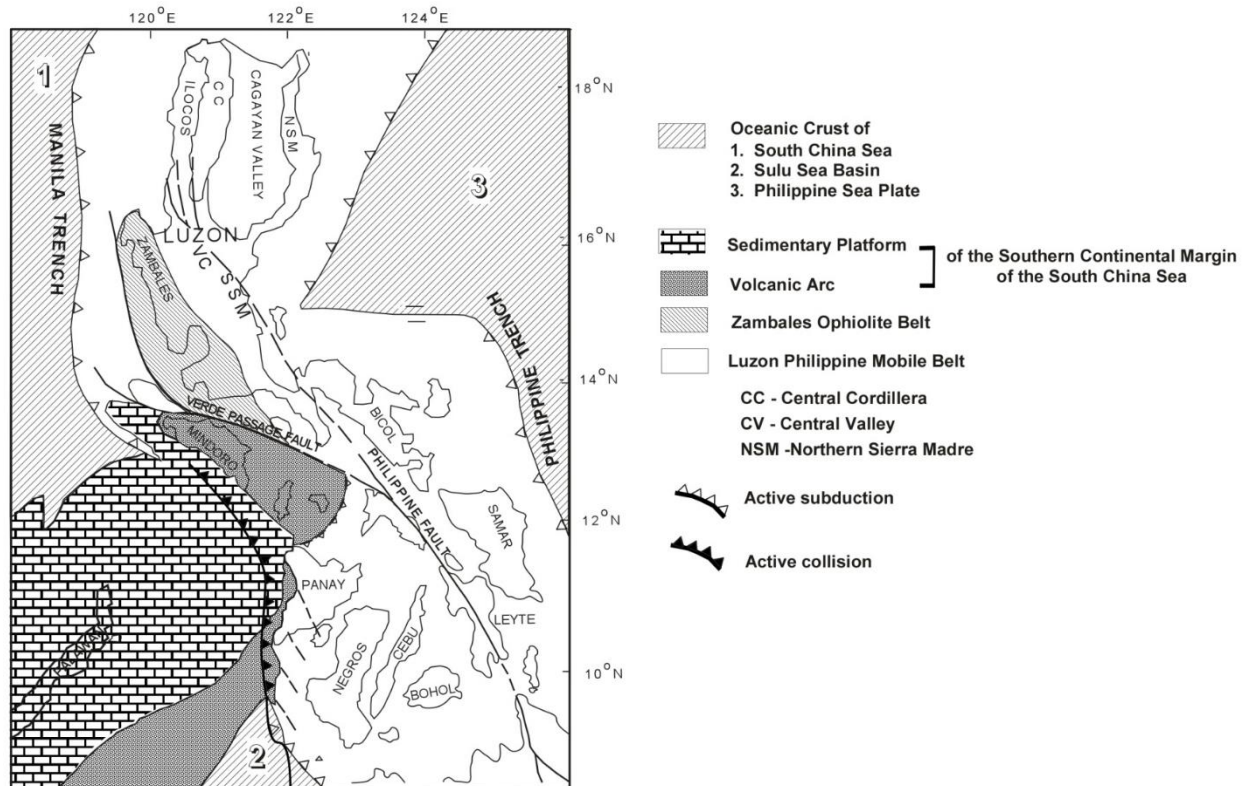 120°E 122°E 124°E
1
18°N
ILOCOS
CC
CAGAYAN VALLEY
NSM
MANILA TRENCH
3
LUZON
16°N
VC
SSM
ZAMBALES
PHILIPPINE TRENCH
14°N
VERDE PASSAGE FAULT
BICOL
MINDORO
PHILIPPINE FAULT
SAMAR
12°N
PANAY
LEYTE
PALAWAN
NEGROS
CEBU
BOHOL
10°N
2
Oceanic Crust of
1. South China Sea
2. Sulu Sea Basin
3. Philippine Sea Plate
Sedimentary Platform
Volcanic Arc
of the Southern Continental Margin
of the South China Sea
Zambales Ophiolite Belt
Luzon Philippine Mobile Belt
CC - Central Cordillera
CV - Central Valley
NSM -Northern Sierra Madre
Active subduction
Active collision